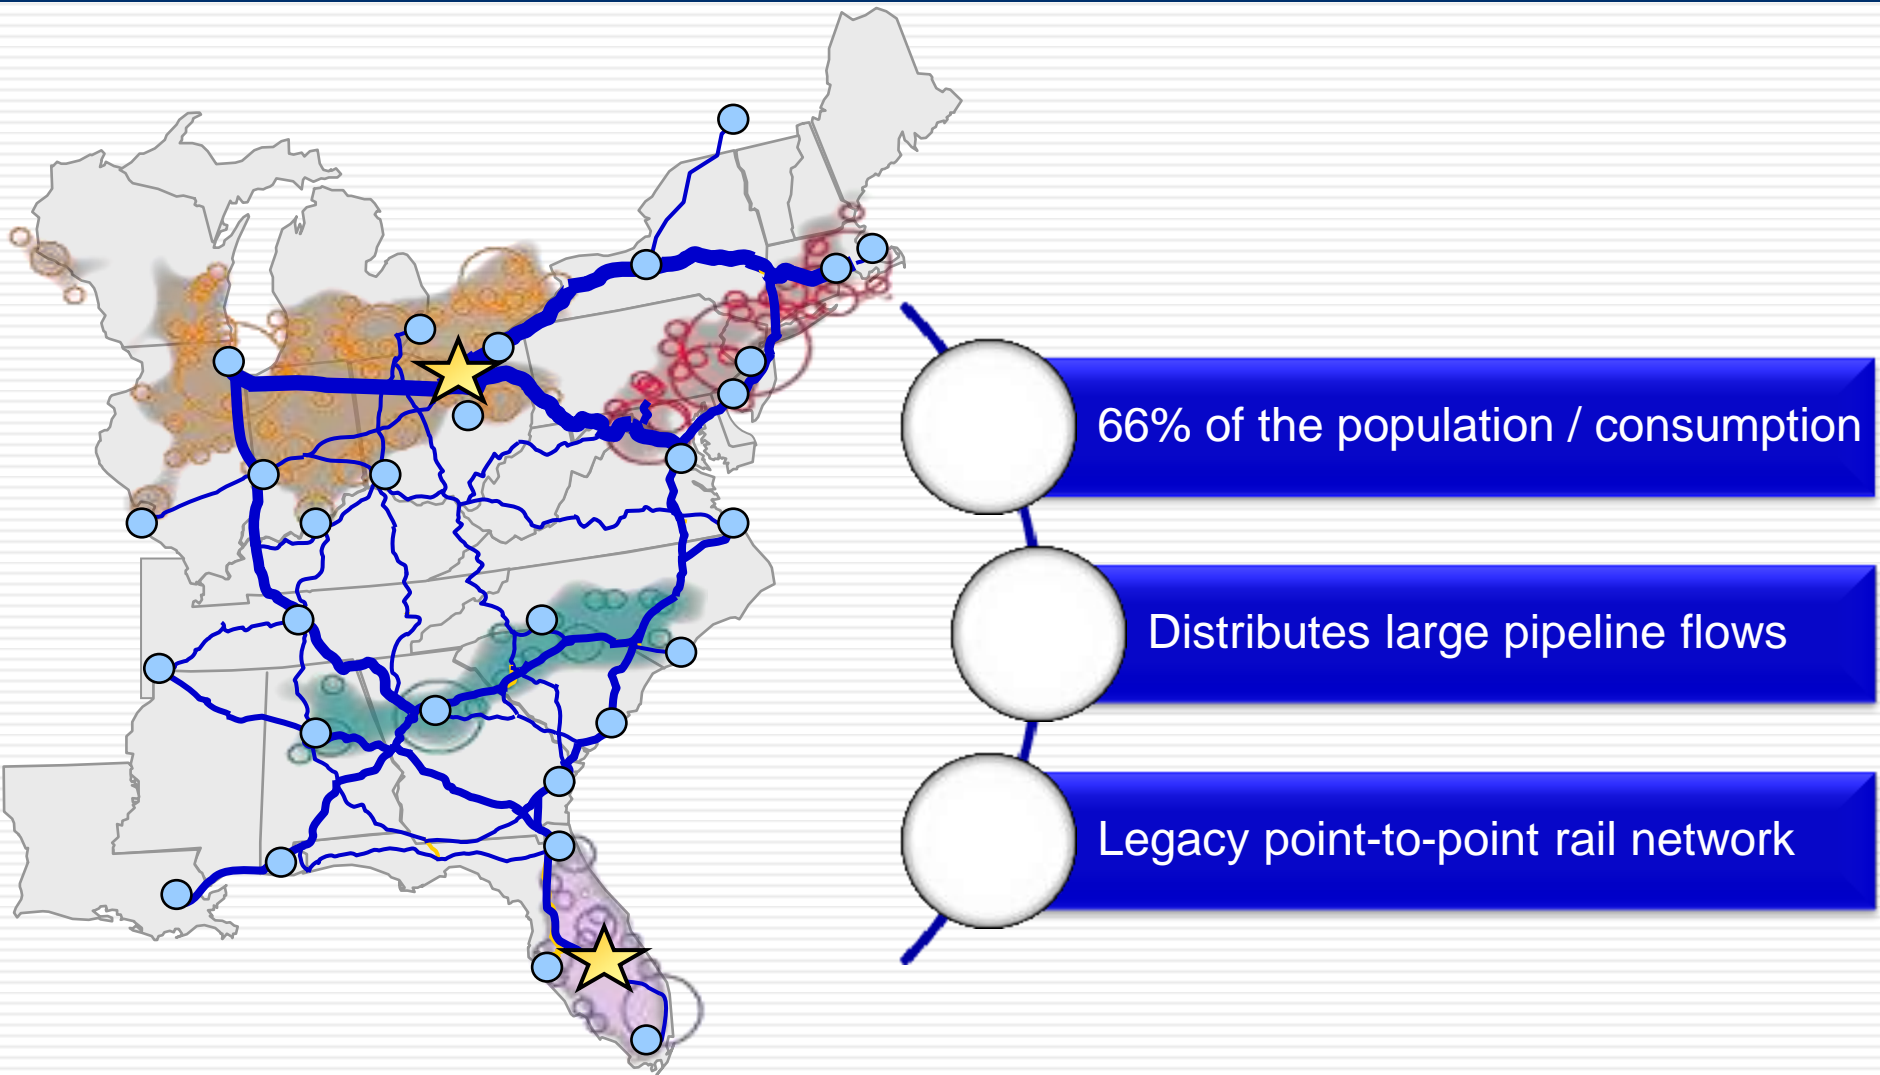 66% of the population / consumption
Distributes large pipeline flows
Legacy point-to-point rail network